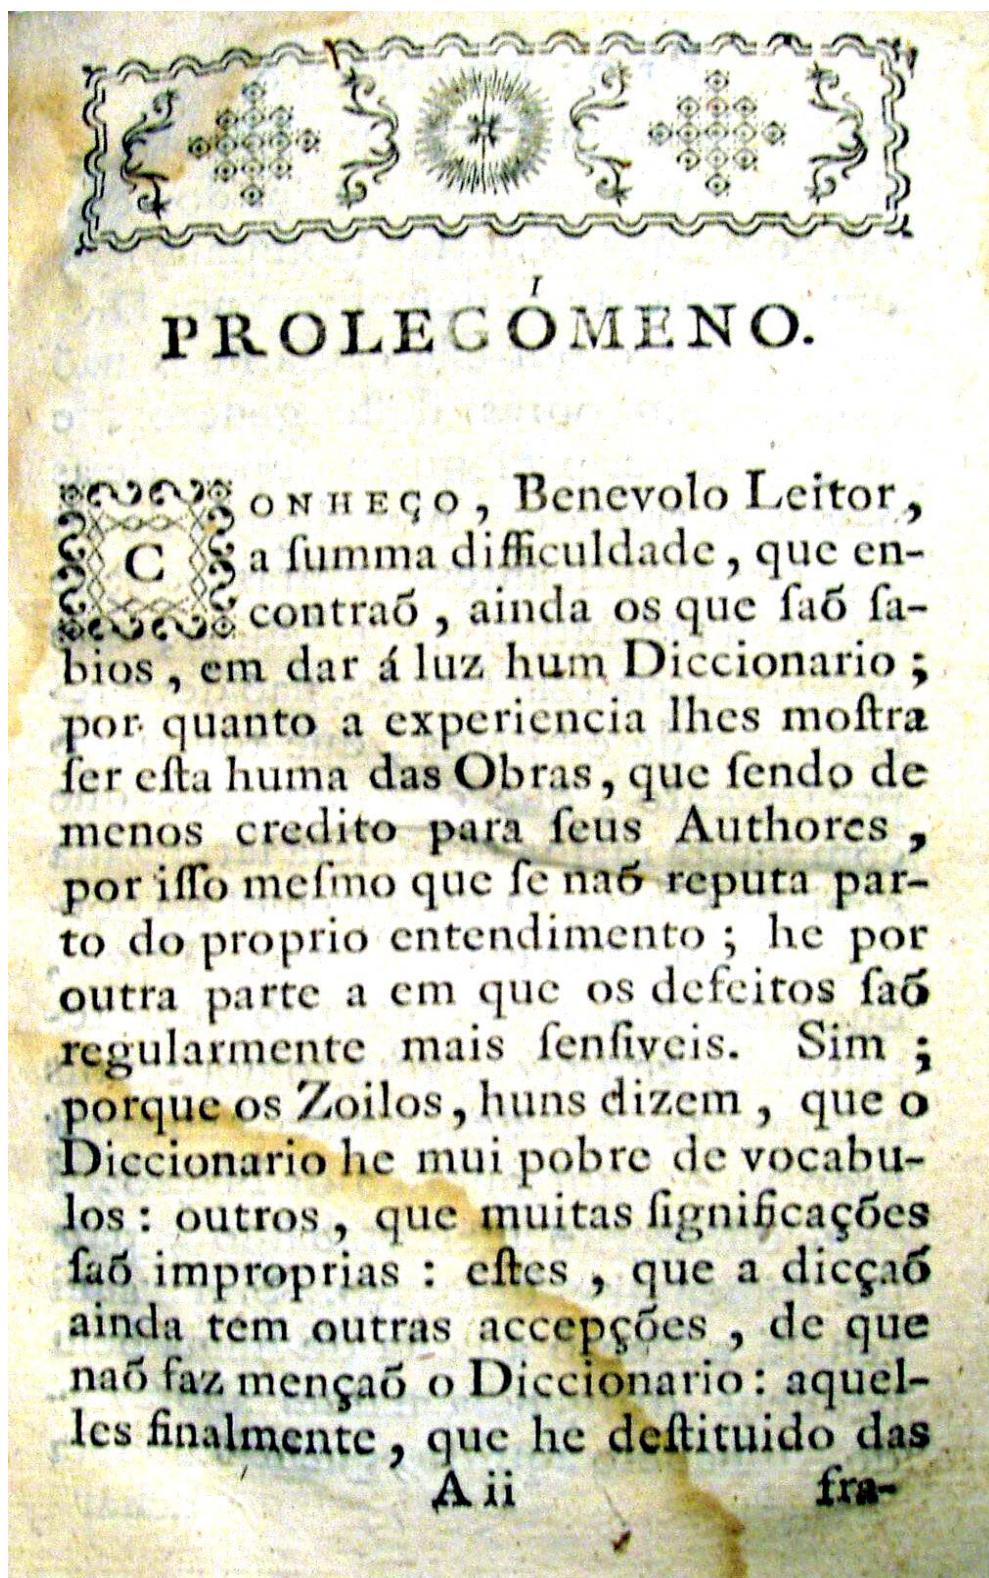 I
PROLEGÓMENO.
CONHEÇO, Benevolo Leitor,
a ſumma difficuldade, que en-
contraõ, ainda os que ſaõ ſa-
bios, em dar á luz hum Diccionario;
por quanto a experiencia lhes moſtra
ſer eſta huma das Obras, que ſendo de
menos credito para ſeus Authores,
por iſſo meſmo que ſe naõ reputa par-
to do proprio entendimento; he por
outra parte a em que os defeitos ſaõ
regularmente mais ſenſiveis. Sim;
porque os Zoilos, huns dizem, que o
Diccionario he mui pobre de vocabu-
los: outros, que muitas ſignificações
ſaõ improprias: eſtes, que a dicçaõ
ainda tem outras accepções, de que
naõ faz mençaõ o Diccionario: aquel-
les finalmente, que he deſtituido das
A ii fra-